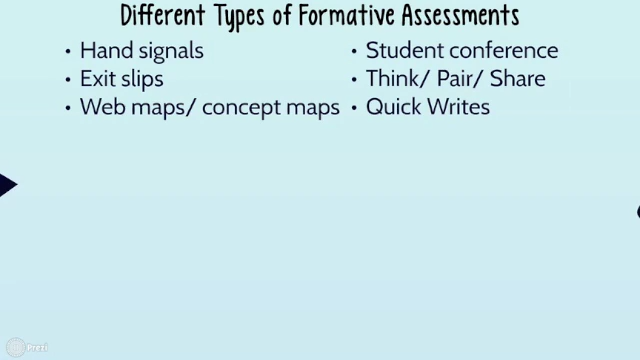 Different Types of Formative Assessments
• Hand signals
• Exit slips
• Web maps/ concept maps
• Student conference
• Think/ Pair/ Share
• Quick Writes
Prezi